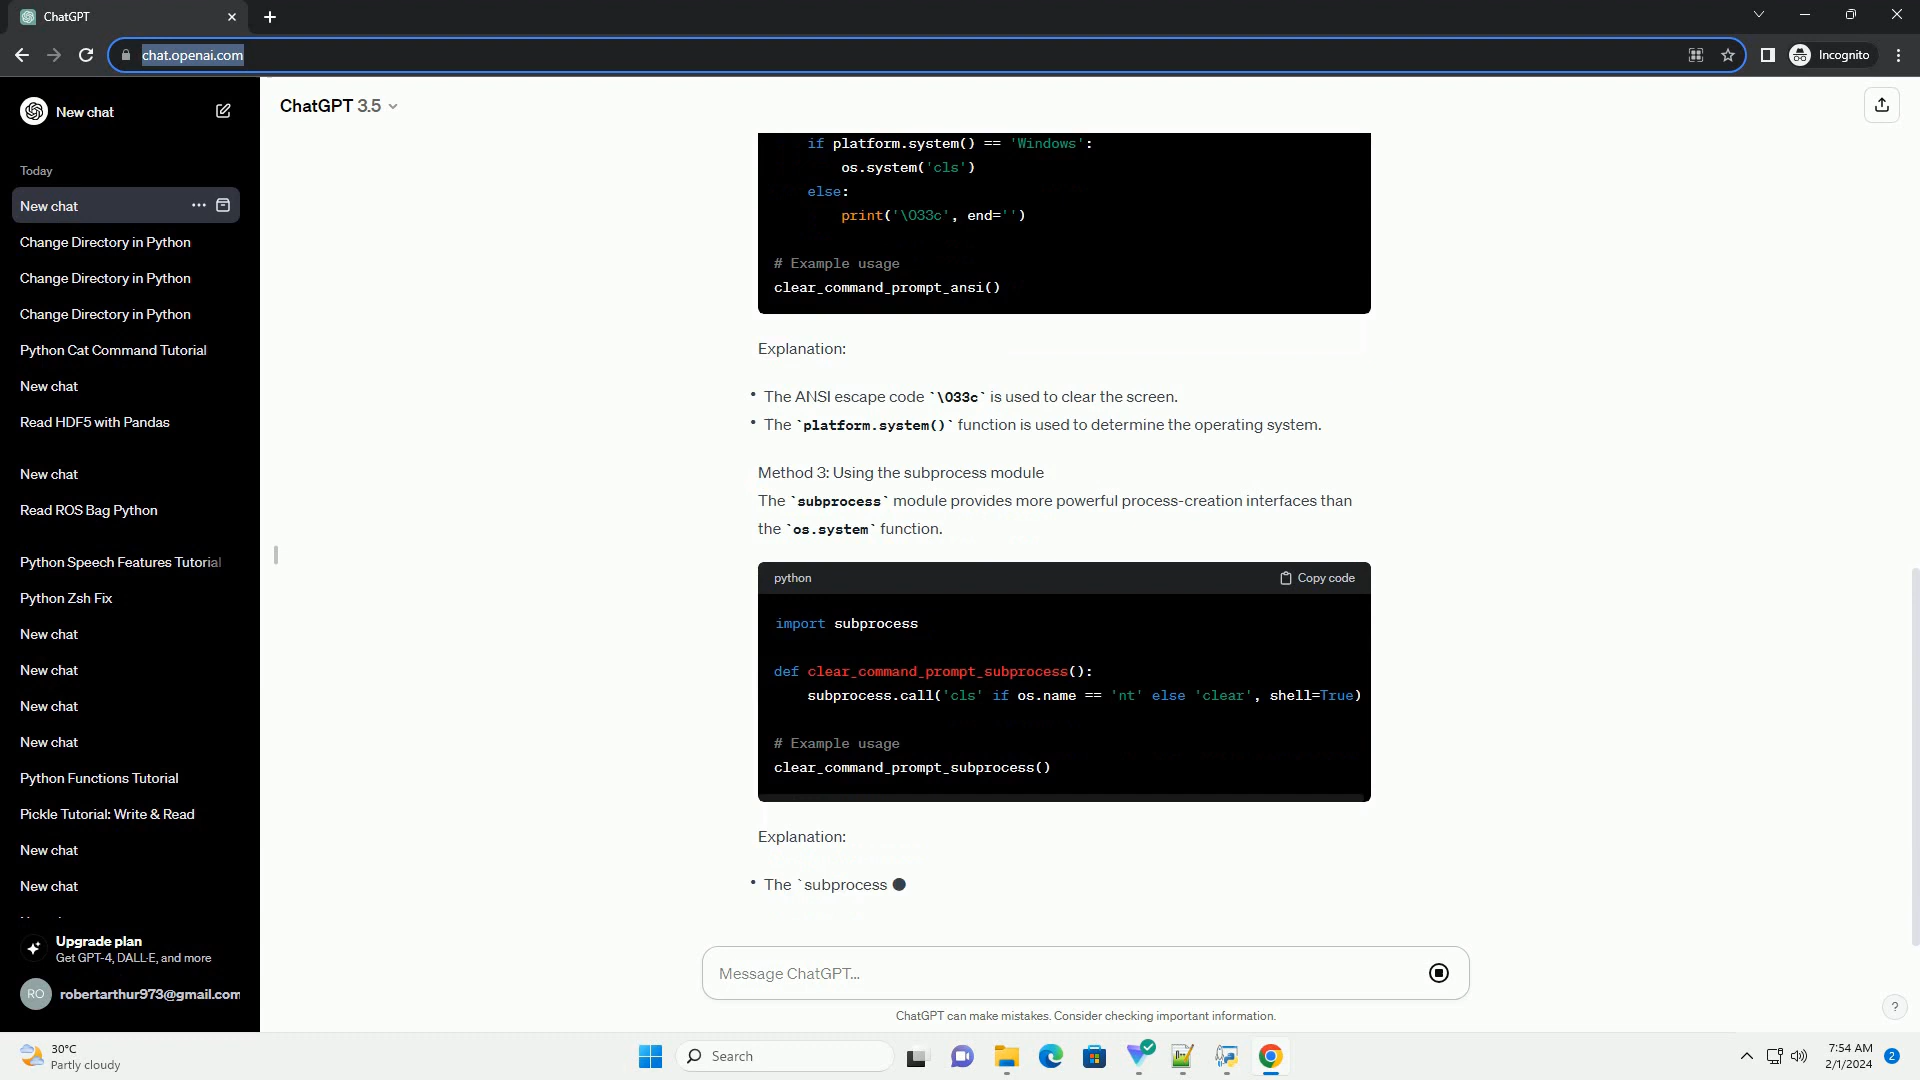 ChatGPT
chat.openai.com
Incognito
New chat
Today
New chat
Change Directory in Python
Change Directory in Python
Change Directory in Python
Python Cat Command Tutorial
New chat
Read HDF5 with Pandas
New chat
Read ROS Bag Python
Python Speech Features Tutorial
Python Zsh Fix
New chat
New chat
New chat
New chat
Python Functions Tutorial
Pickle Tutorial: Write & Read
New chat
New chat
Upgrade plan
Get GPT-4, DALL·E, and more
RO robertarthur973@gmail.com
ChatGPT 3.5
if platform.system() == 'Windows':
os.system('cls')
else:
print('\033c', end='')
# Example usage
clear_command_prompt_ansi()
Explanation:
• The ANSI escape code `\033c` is used to clear the screen.
• The `platform.system()` function is used to determine the operating system.
Method 3: Using the subprocess module
The `subprocess` module provides more powerful process-creation interfaces than
the `os.system` function.
python Copy code
import subprocess
def clear_command_prompt_subprocess():
subprocess.call('cls' if os.name == 'nt' else 'clear', shell=True)
# Example usage
clear_command_prompt_subprocess()
Explanation:
• The `subprocess
Message ChatGPT...
ChatGPT can make mistakes. Consider checking important information.
?
30°C
Partly cloudy
Search
7:54 AM
2/1/2024
2